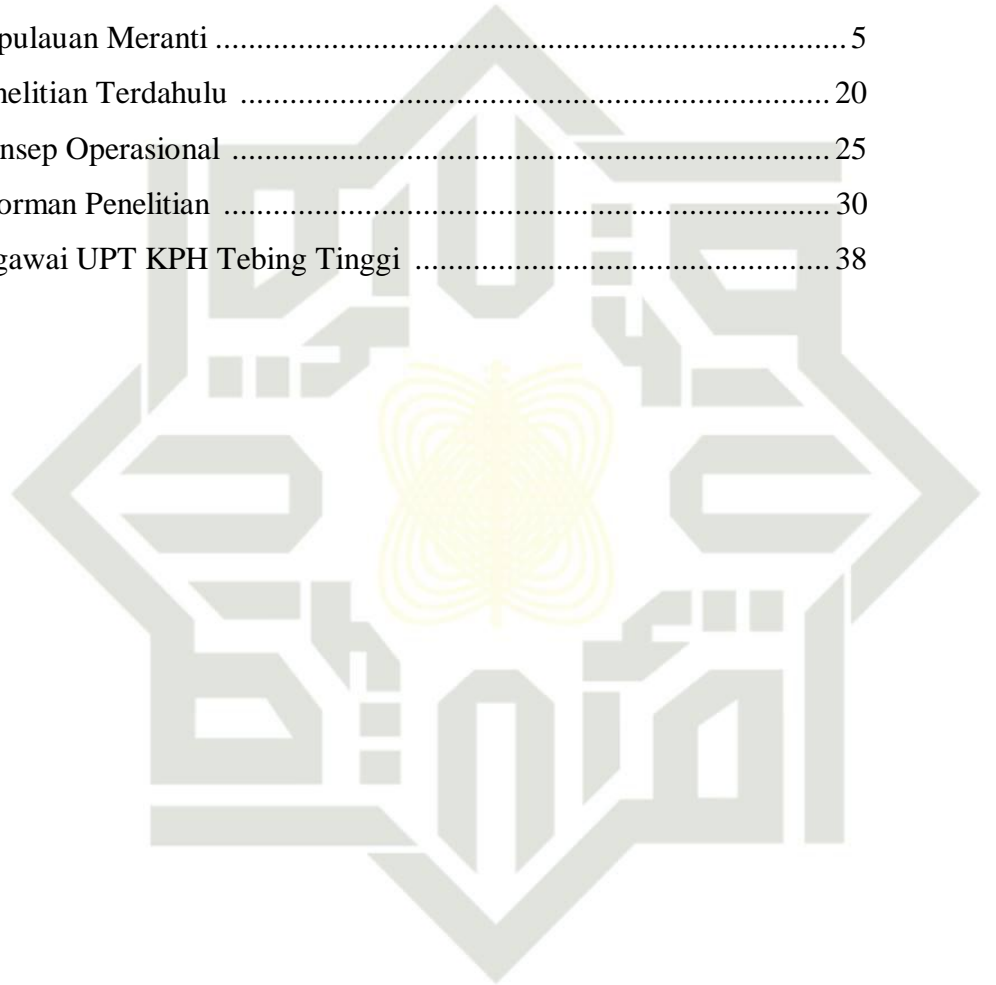 pulauan Meranti ........................................................................... 5
nelitian Terdahulu ...................................................................... 20
nsep Operasional ....................................................................... 25
orman Penelitian ........................................................................ 30
gawai UPT KPH Tebing Tinggi .................................................. 38